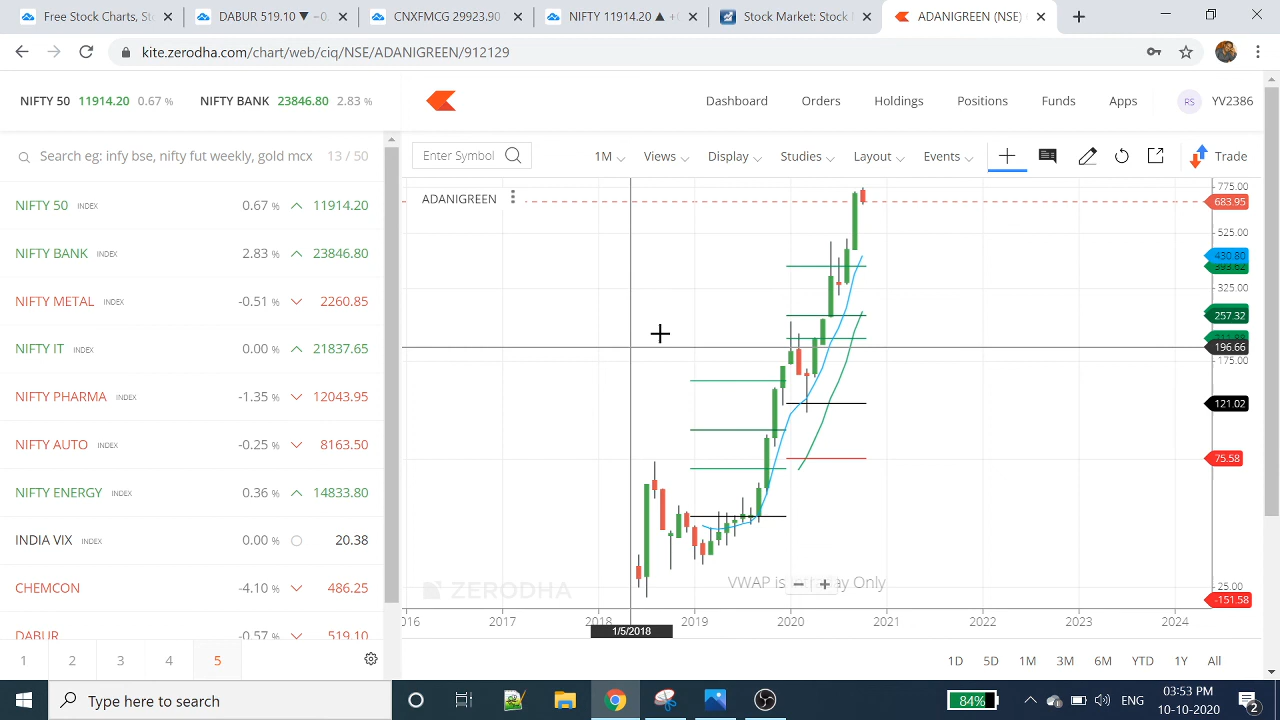 Free Stock Charts, St
DABUR 519.10 ▼ −0.
CNXFMCG 29923.90
NIFTY 11914.20 ▲ +0
Stock Market: Stock
ADANIGREEN (NSE)
kite.zerodha.com/chart/web/ciq/NSE/ADANIGREEN/912129
NIFTY 50 11914.20 0.67 % NIFTY BANK 23846.80 2.83 %
Dashboard Orders Holdings Positions Funds Apps RS YV2386
Search eg: infy bse, nifty fut weekly, gold mcx 13 / 50
Enter Symbol 1M Views Display Studies Layout Events Trade
NIFTY 50 INDEX 0.67 % 11914.20
NIFTY BANK INDEX 2.83 % 23846.80
NIFTY METAL INDEX -0.51 % 2260.85
NIFTY IT INDEX 0.00 % 21837.65
NIFTY PHARMA INDEX -1.35 % 12043.95
NIFTY AUTO INDEX -0.25 % 8163.50
NIFTY ENERGY INDEX 0.36 % 14833.80
INDIA VIX INDEX 0.00 % 20.38
CHEMCON -4.10 % 486.25
DABUR -0.57 % 519.10
1 2 3 4 5
ADANIGREEN
775.00
683.95
525.00
430.80
325.00
257.32
196.66
175.00
121.02
75.58
25.00
-151.58
ZERODHA
VWAP is
ay Only
2018 2019 2020 2021 2022 2023 2024
1/5/2018
1D 5D 1M 3M 6M YTD 1Y All
Type here to search
84%
ENG
03:53 PM
10-10-2020
2